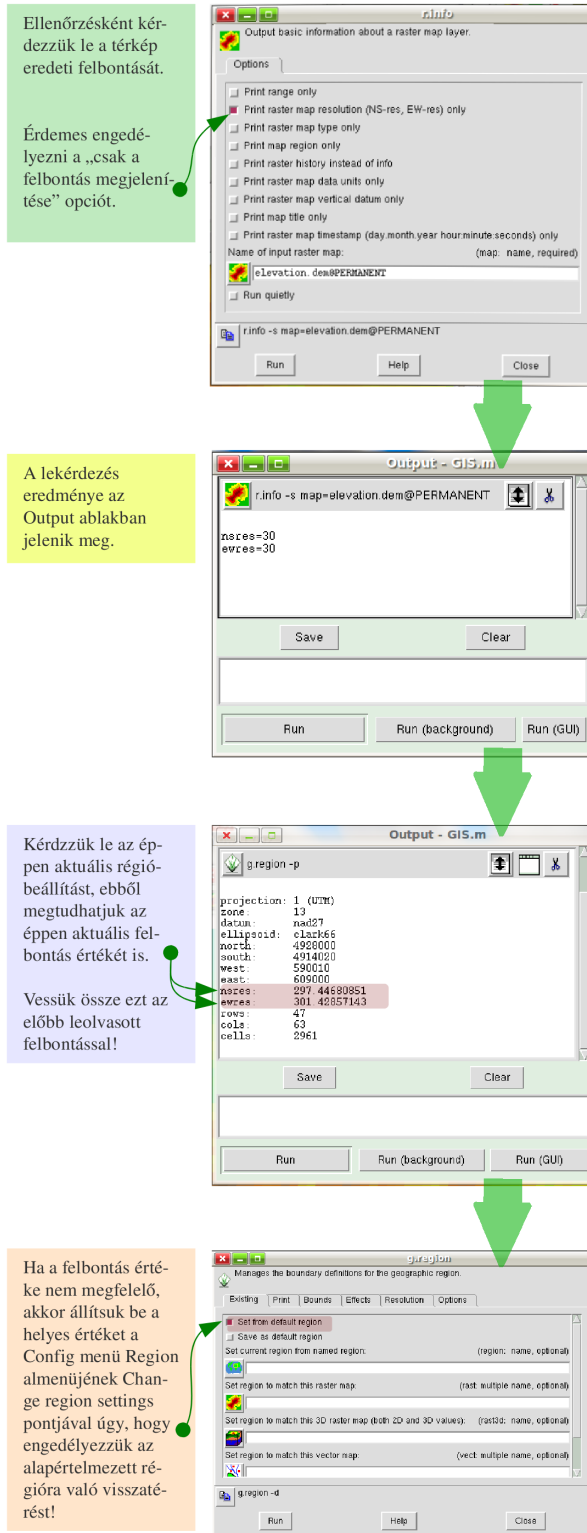 Ellenőrzésként kér-
dezzük le a térkép
eredeti felbontását.
Érdemes engedé-
lyezni a „csak a
felbontás megjelení-
tése” opciót.
r.info
Output basic information about a raster map layer.
Options
Print range only
Print raster map resolution (NS-res, EW-res) only
Print raster map type only
Print map region only
Print raster history instead of info
Print raster map data units only
Print raster map vertical datum only
Print map title only
Print raster map timestamp (day.month.year hour:minute:seconds) only
Name of input raster map: (map: name, required)
elevation.dem@PERMANENT
Run quietly
r.info -s map=elevation.dem@PERMANENT
Run Help Close
A lekérdezés
eredménye az
Output ablakban
jelenik meg.
Output - GIS.m
r.info -s map=elevation.dem@PERMANENT
nsres=30
ewres=30
Save Clear
Run Run (background) Run (GUI)
Kérdzzük le az ép-
pen aktuális régió-
beállítást, ebből
megtudhatjuk az
éppen aktuális fel-
bontás értékét is.
Vessük össze ezt az
előbb leolvasott
felbontással!
Output - GIS.m
g.region -p
projection: 1 (UTM)
zone: 13
datum: nad27
ellipsoid: clark66
north: 4928000
south: 4914020
west: 590010
east: 609000
nsres: 297.44680851
ewres: 301.42857143
rows: 47
cols: 63
cells: 2961
Save Clear
Run Run (background) Run (GUI)
Ha a felbontás érté-
ke nem megfelelő,
akkor állítsuk be a
helyes értéket a
Config menü Region
almenüjének Chan-
ge region settings
pontjával úgy, hogy
engedélyezzük az
alapértelmezett ré-
gióra való visszaté-
rést!
g.region
Manages the boundary definitions for the geographic region.
Existing Print Bounds Effects Resolution Options
Set from default region
Save as default region
Set current region from named region: (region: name, optional)
Set region to match this raster map: (rast: multiple name, optional)
Set region to match this 3D raster map (both 2D and 3D values): (rast3d: name, optional)
Set region to match this vector map: (vect: multiple name, optional)
g.region -d
Run Help Close